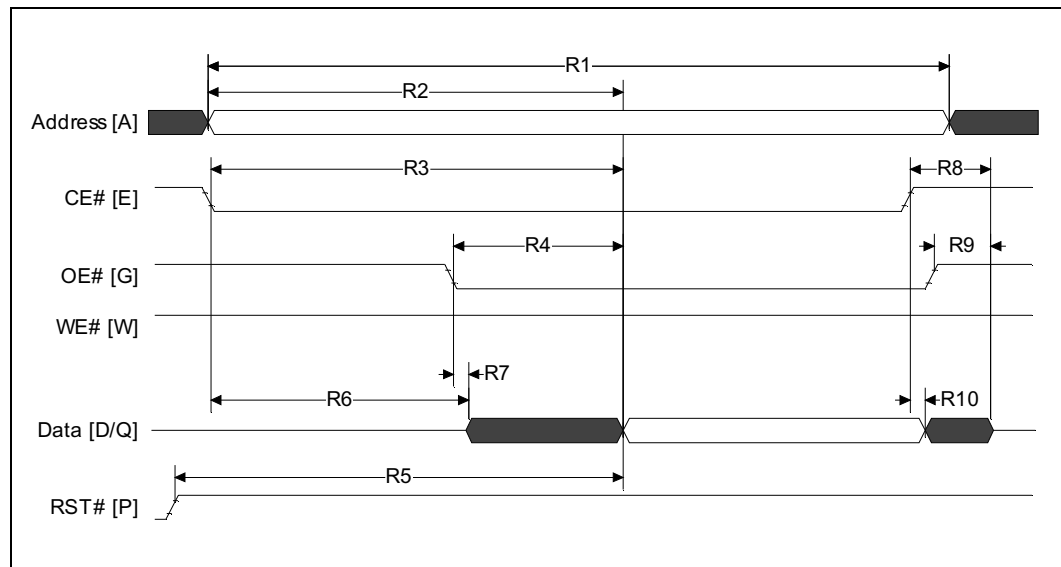 R1
R2
Address [A]
R3
R8
CE# [E]
R4
R9
OE# [G]
WE# [W]
R7
R6
R10
Data [D/Q]
R5
RST# [P]